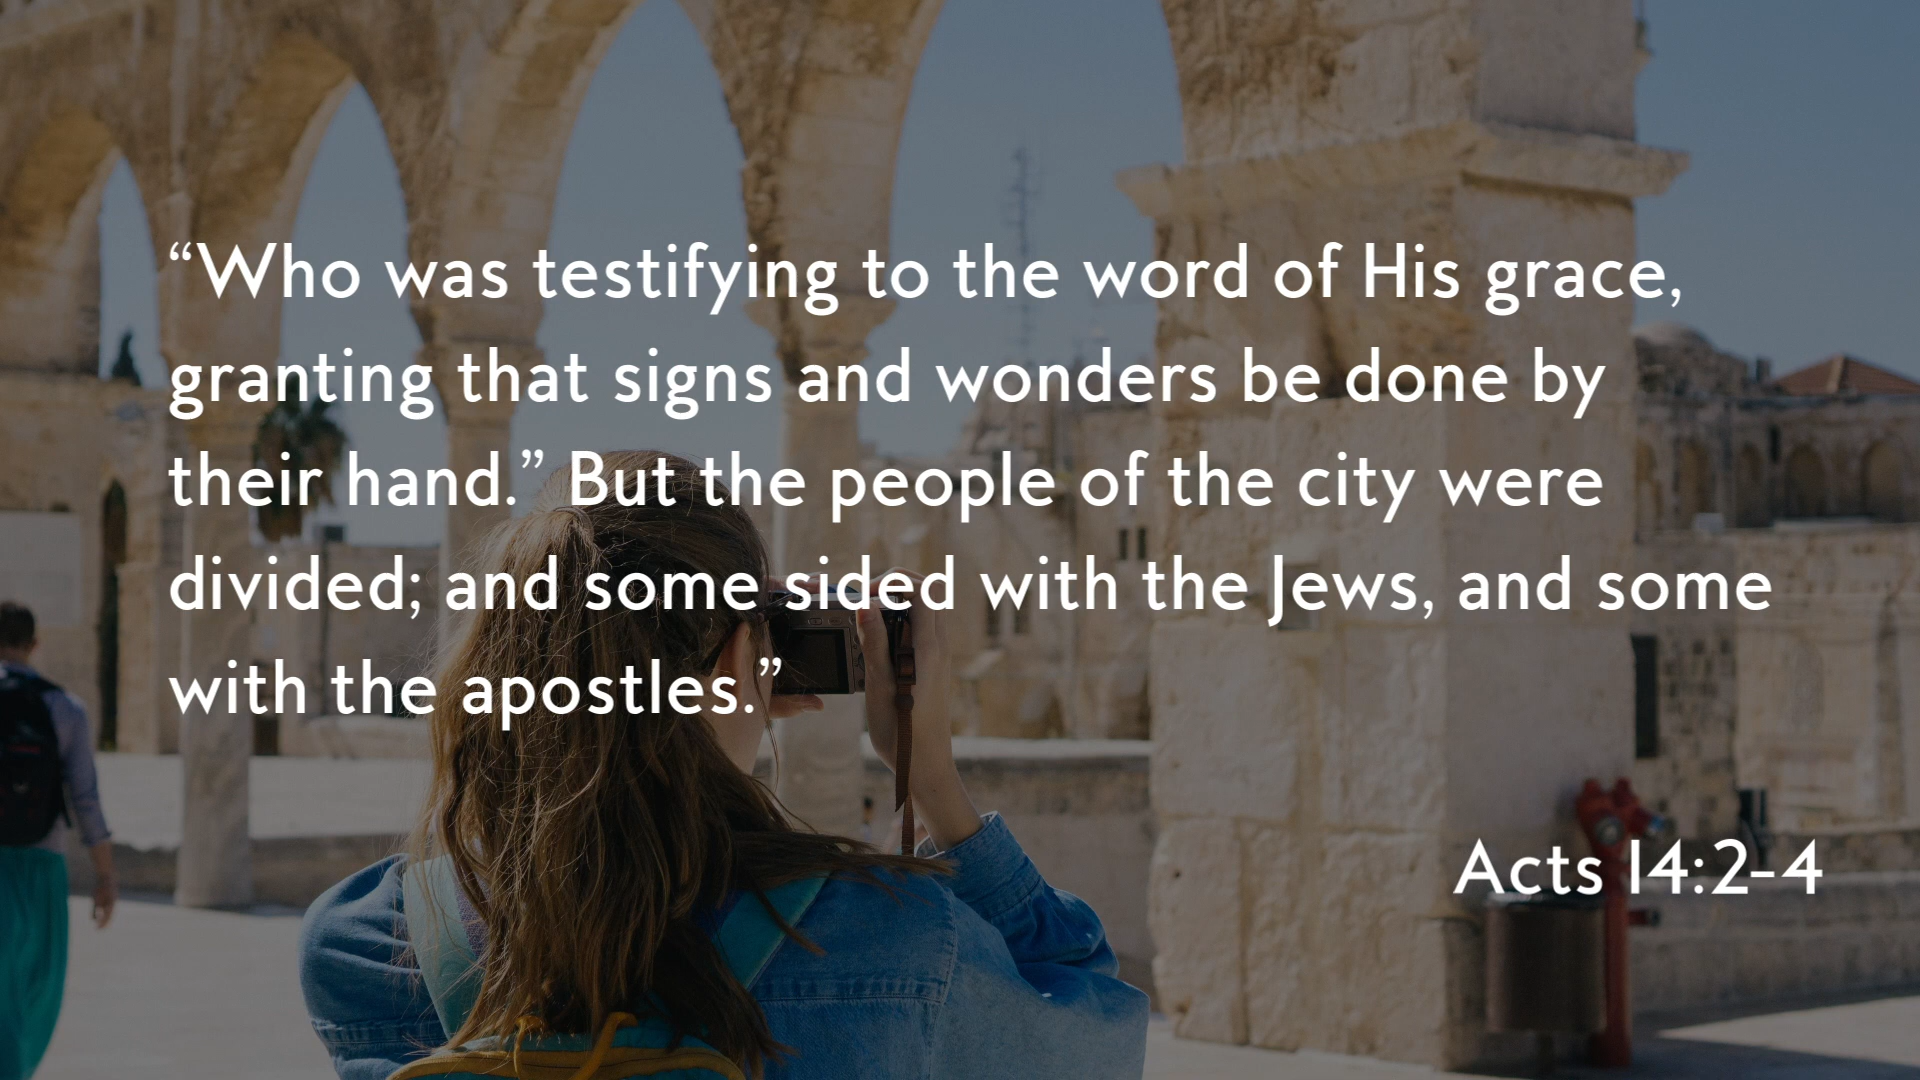 “Who was testifying to the word of His grace,
granting that signs and wonders be done by
their hand.” But the people of the city were
divided; and some sided with the Jews, and some
with the apostles.”
Acts 14:2-4